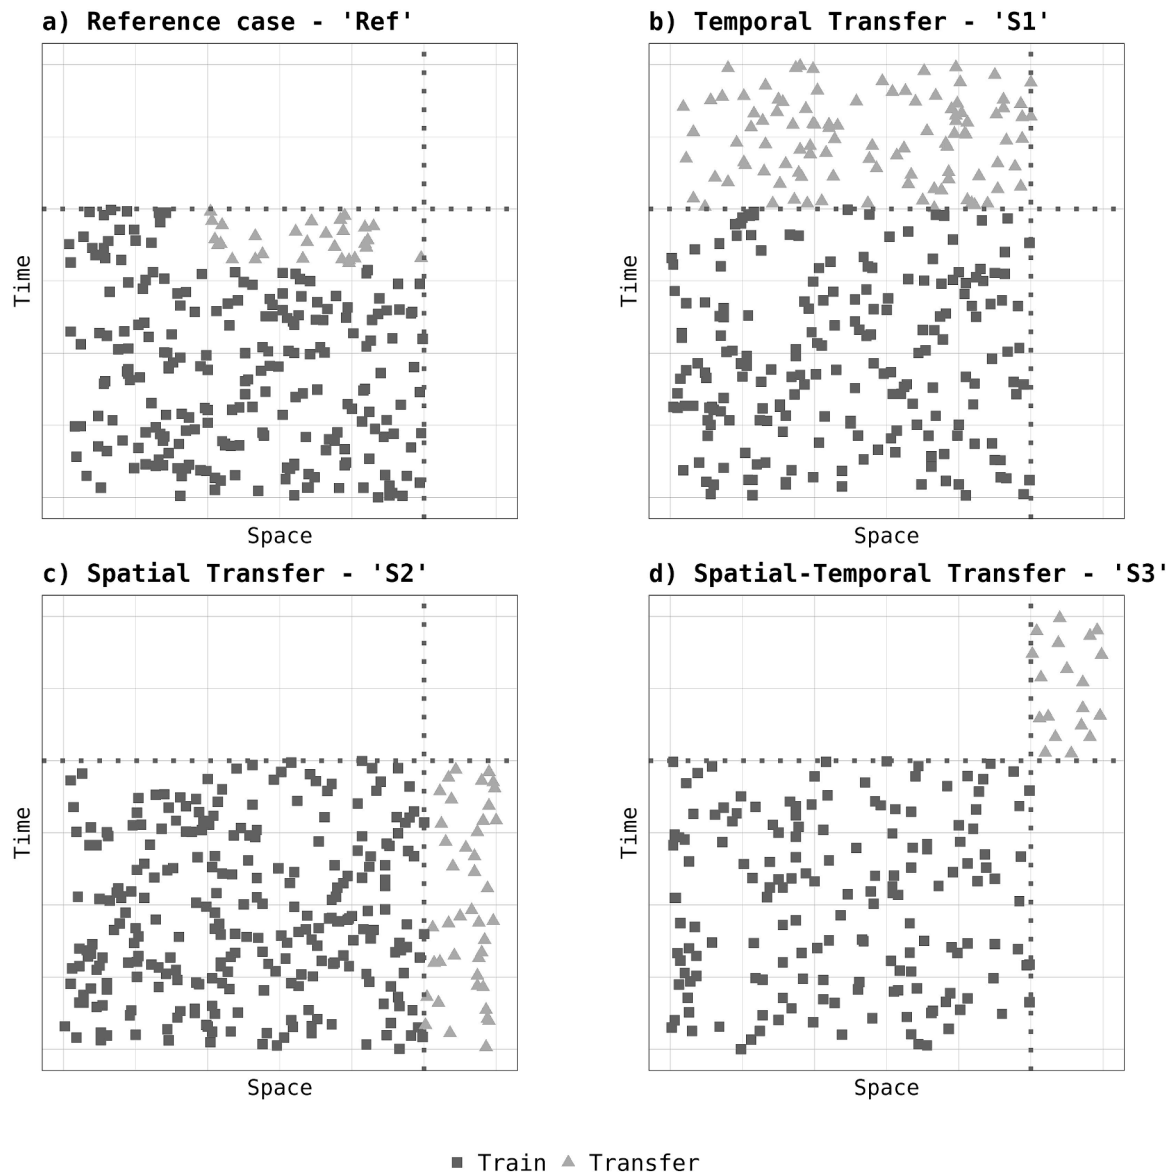 a) Reference case - 'Ref'
b) Temporal Transfer - 'S1'
Time
Space
Time
Space
c) Spatial Transfer - 'S2'
d) Spatial-Temporal Transfer - 'S3'
Time
Space
Time
Space
Train
Transfer